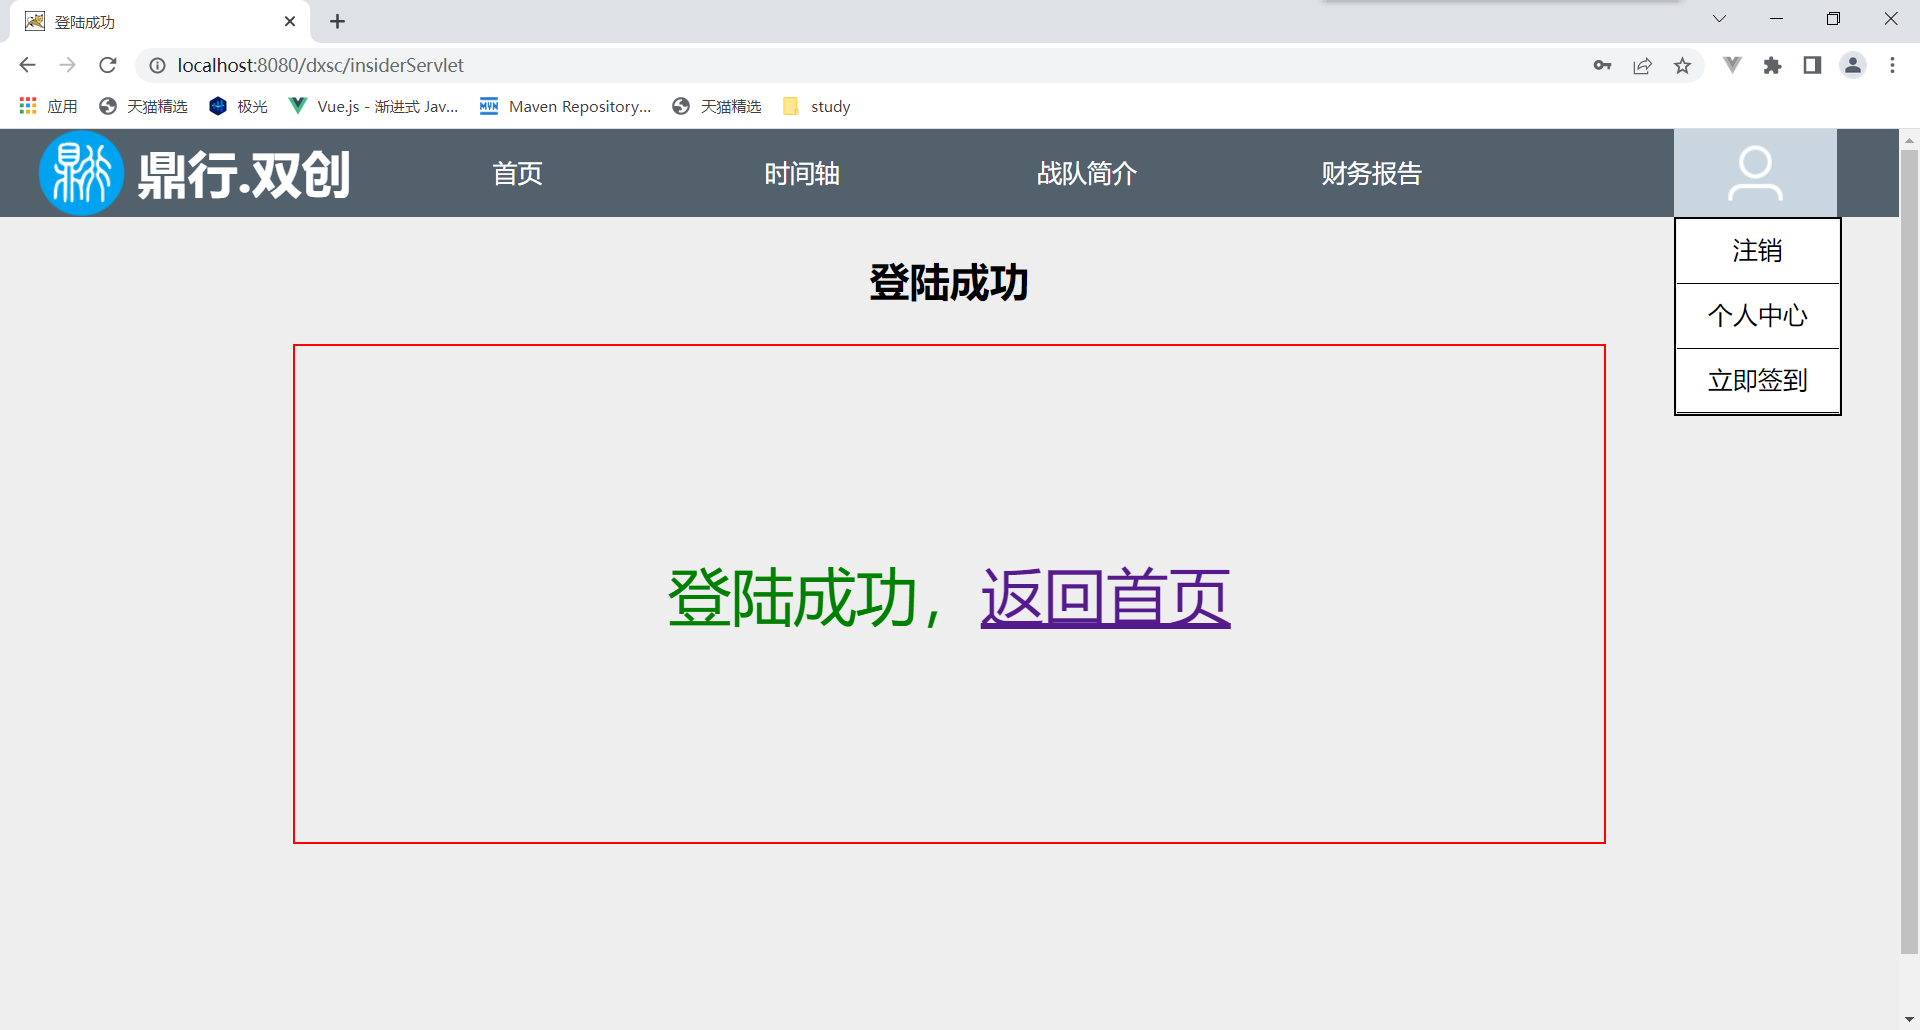 登陆成功
localhost:8080/dxsc/insiderServlet
应用 天猫精选 极光 Vue.js - 渐进式 Jav... MVN Maven Repository... 天猫精选 study
鼎行.双创 首页 时间轴 战队简介 财务报告
注销
登陆成功
个人中心
立即签到
登陆成功，返回首页